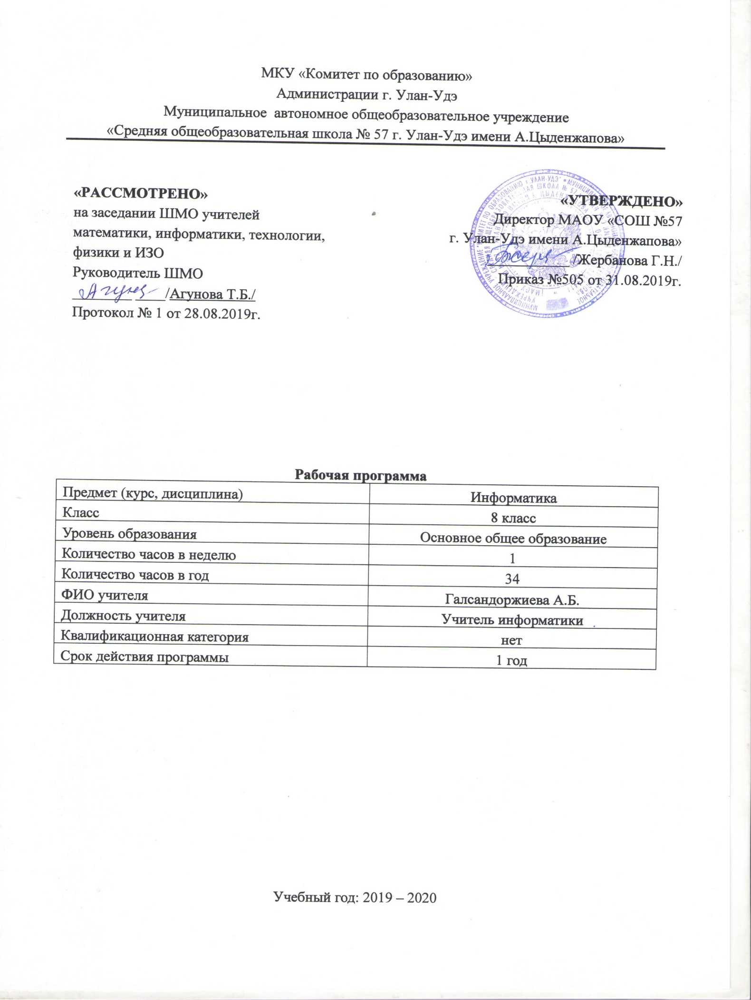 МКУ «Комитет по образованию»
Администрации г. Улан-Удэ
Муниципальное автономное общеобразовательное учреждение
«Средняя общеобразовательная школа № 57 г. Улан-Удэ имени А.Цыденжапова»
«РАССМОТРЕНО»
на заседании ШМО учителей
математики, информатики, технологии,
физики и ИЗО
Руководитель ШМО
/Агунова Т.Б./
Протокол № 1 от 28.08.2019г.
«УТВЕРЖДЕНО»
Директор МАОУ «СОШ №57
г. Улан-Удэ имени А.Цыденжапова»
/Жербанова Г.Н./
Приказ №505 от 31.08.2019г.
Рабочая программа
Предмет (курс, дисциплина) Информатика
Класс 8 класс
Уровень образования Основное общее образование
Количество часов в неделю 1
Количество часов в год 34
ФИО учителя Галсандоржиева А.Б.
Должность учителя Учитель информатики
Квалификационная категория нет
Срок действия программы 1 год
Учебный год: 2019 – 2020